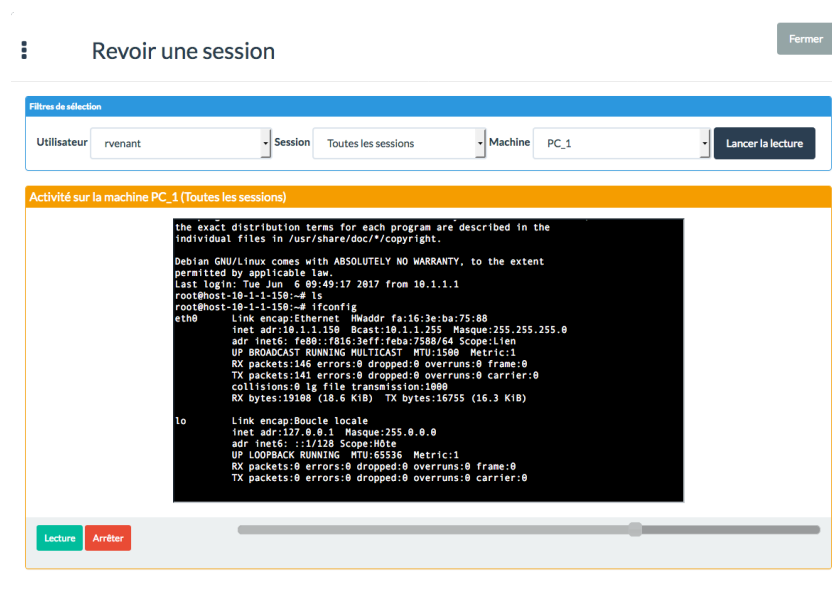 Revoir une session
Fermer
Filtres de sélection
Utilisateur rvenant Session Toutes les sessions Machine PC_1 Lancer la lecture
Activité sur la machine PC_1 (Toutes les sessions)
the exact distribution terms for each program are described in the
individual files in /usr/share/doc/*/copyright.
Debian GNU/Linux comes with ABSOLUTELY NO WARRANTY, to the extent
permitted by applicable law.
Last login: Tue Jun  6 09:49:17 2017 from 10.1.1.1
root@host-10-1-1-150:~# ls
root@host-10-1-1-150:~# ifconfig
eth0      Link encap:Ethernet  HWaddr fa:16:3e:ba:75:88
inet adr:10.1.1.150  Bcast:10.1.1.255  Masque:255.255.255.0
adr inet6: fe80::f816:3eff:feba:7588/64 Scope:Lien
UP BROADCAST RUNNING MULTICAST  MTU:1500  Metric:1
RX packets:146 errors:0 dropped:0 overruns:0 frame:0
TX packets:141 errors:0 dropped:0 overruns:0 carrier:0
collisions:0 lg file transmission:1000
RX bytes:19108 (18.6 KiB)  TX bytes:16755 (16.3 KiB)
lo        Link encap:Boucle locale
inet adr:127.0.0.1  Masque:255.0.0.0
adr inet6: ::1/128 Scope:Hôte
UP LOOPBACK RUNNING  MTU:65536  Metric:1
RX packets:0 errors:0 dropped:0 overruns:0 frame:0
TX packets:0 errors:0 dropped:0 overruns:0 carrier:0
Lecture Arrêter